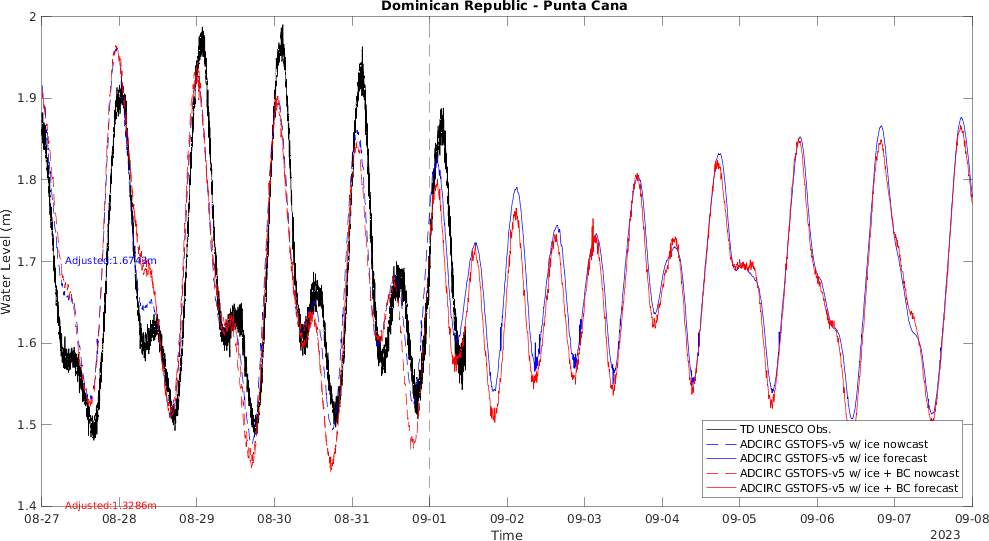 Dominican Republic - Punta Cana
2
1.9
1.8
1.7
1.6
1.5
1.4
Water Level (m)
Adjusted:1.6743m
Adjusted:1.3286m
TD UNESCO Obs.
ADCIRC GSTOFS-v5 w/ ice nowcast
ADCIRC GSTOFS-v5 w/ ice forecast
ADCIRC GSTOFS-v5 w/ ice + BC nowcast
ADCIRC GSTOFS-v5 w/ ice + BC forecast
08-27 08-28 08-29 08-30 08-31 09-01 09-02 09-03 09-04 09-05 09-06 09-07 09-08
Time
2023